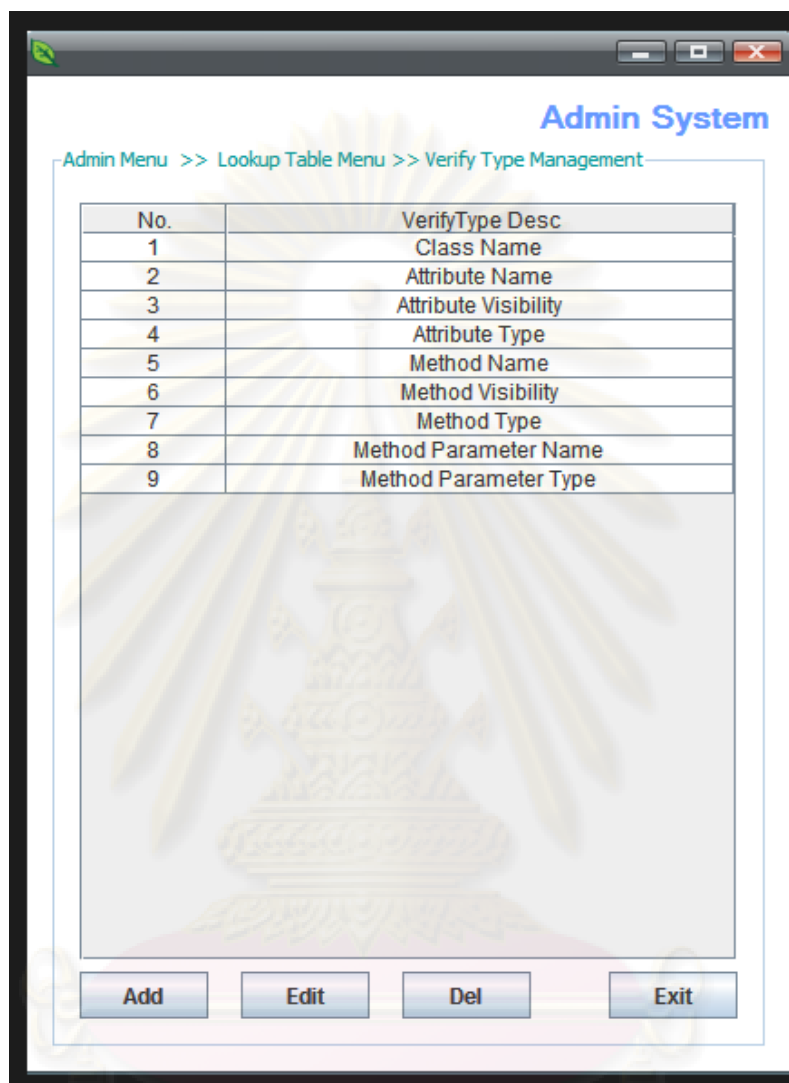 Admin System
Admin Menu >> Lookup Table Menu >> Verify Type Management
No. VerifyType Desc
1 Class Name
2 Attribute Name
3 Attribute Visibility
4 Attribute Type
5 Method Name
6 Method Visibility
7 Method Type
8 Method Parameter Name
9 Method Parameter Type
Add Edit Del Exit